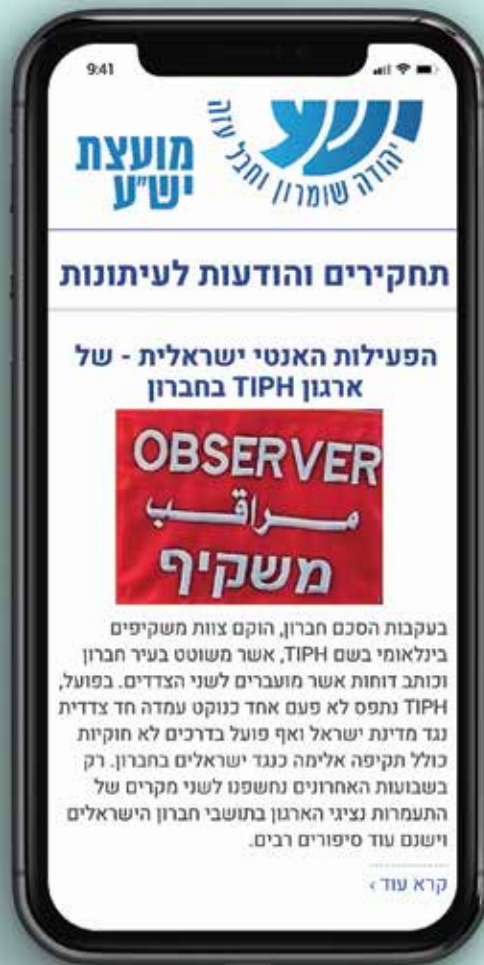 9:41
ישע
יהודה שומרון וחבל עזה
מועצת
יש"ע
תחקירים והודעות לעיתונות
הפעילות האנטי ישראלית - של
ארגון TIPH בחברון
OBSERVER
مراقب
משקיף
בעקבות הסכם חברון, הוקם צוות משקיפים
בינלאומי בשם TIPH, אשר משוטט בעיר חברון
וכותב דוחות אשר מועברים לשני הצדדים. בפועל,
TIPH נתפס לא פעם אחד כנוקט עמדה חד צדדית
נגד מדינת ישראל ואף פועל בדרכים לא חוקיות
כולל תקיפה אלימה כנגד ישראלים בחברון. רק
בשבועות האחרונים נחשפנו לשני מקרים של
התעמרות נציגי הארגון בתושבי חברון הישראלים
וישנם עוד סיפורים רבים.
קרא עוד ›